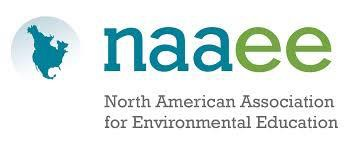 naaee
North American Association
for Environmental Education